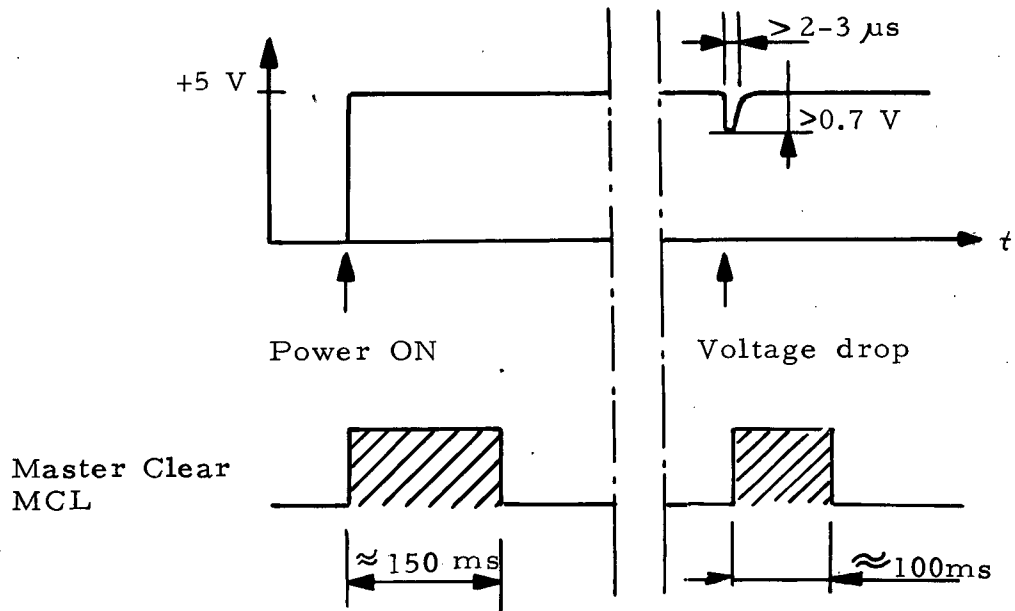 > 2-3 μs
+5 V
>0.7 V
t
Power ON
Voltage drop
Master Clear
MCL
≈ 150 ms
≈100ms